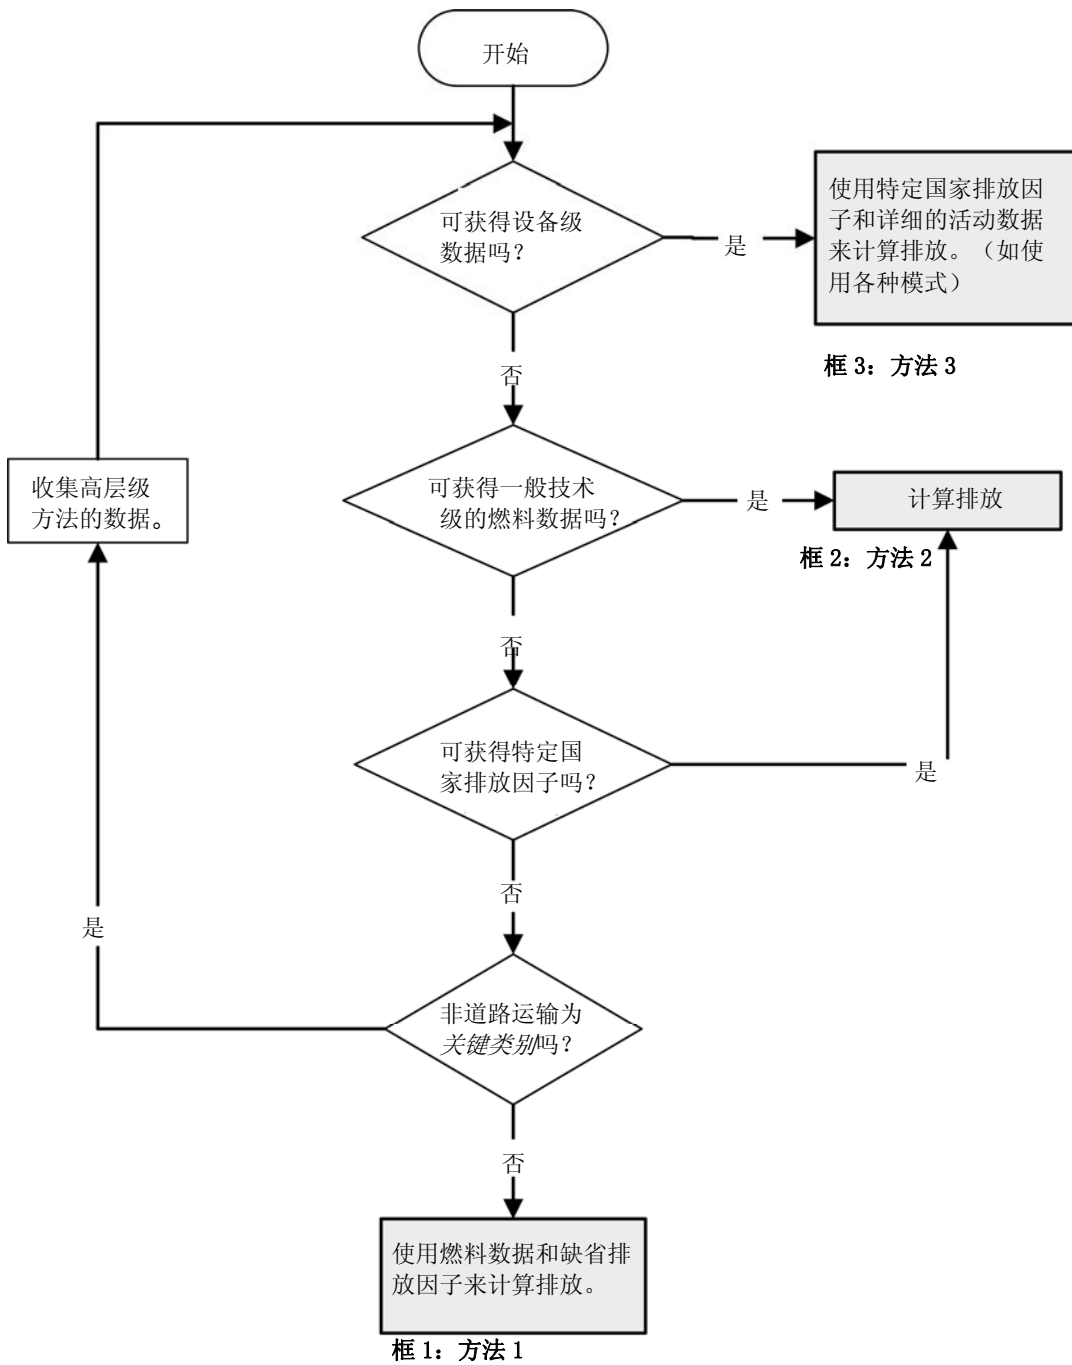 开始
可获得设备级
数据吗？
是
使用特定国家排放因
子和详细的活动数据
来计算排放。（如使
用各种模式）
框 3：方法 3
否
收集高层级
方法的数据。
可获得一般技术
级的燃料数据吗？
是
计算排放
框 2：方法 2
否
可获得特定国
家排放因子吗？
是
否
是
非道路运输为
关键类别吗？
否
使用燃料数据和缺省排
放因子来计算排放。
框 1：方法 1